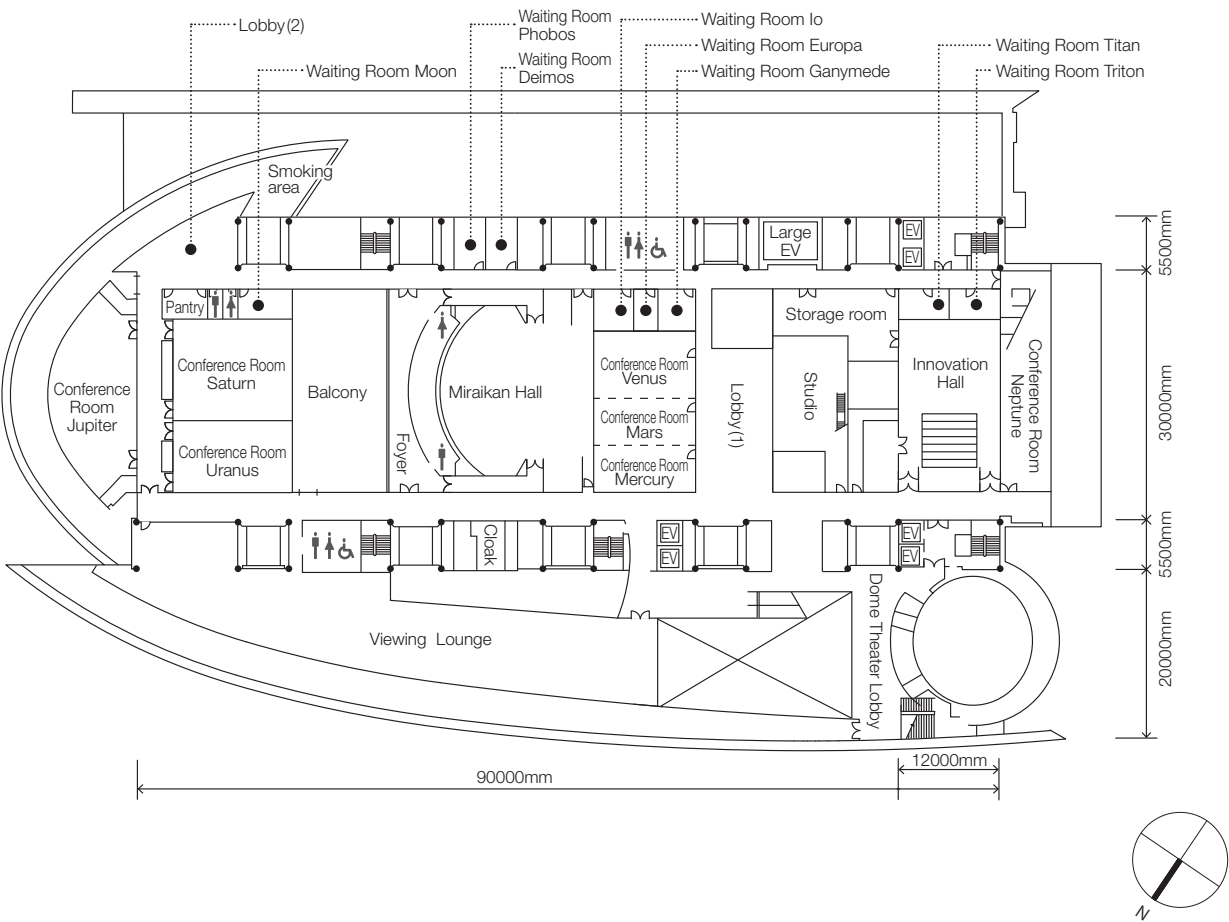 Lobby(2)
Waiting Room
Phobos
Waiting Room Io
Waiting Room Europa
Waiting Room Titan
Waiting Room Moon
Waiting Room
Deimos
Waiting Room Ganymede
Waiting Room Triton
Smoking
area
Large
EV
EV
EV
5500mm
Pantry
Storage room
Conference Room
Saturn
Conference Room
Jupiter
Balcony
Miraikan Hall
Conference Room
Venus
Innovation
Hall
Conference Room
Neptune
Studio
Lobby(1)
Conference Room
Mars
30000mm
Foyer
Conference Room
Uranus
Conference Room
Mercury
Cloak
EV
EV
EV
EV
5500mm
Viewing Lounge
Dome Theater Lobby
20000mm
12000mm
90000mm
N